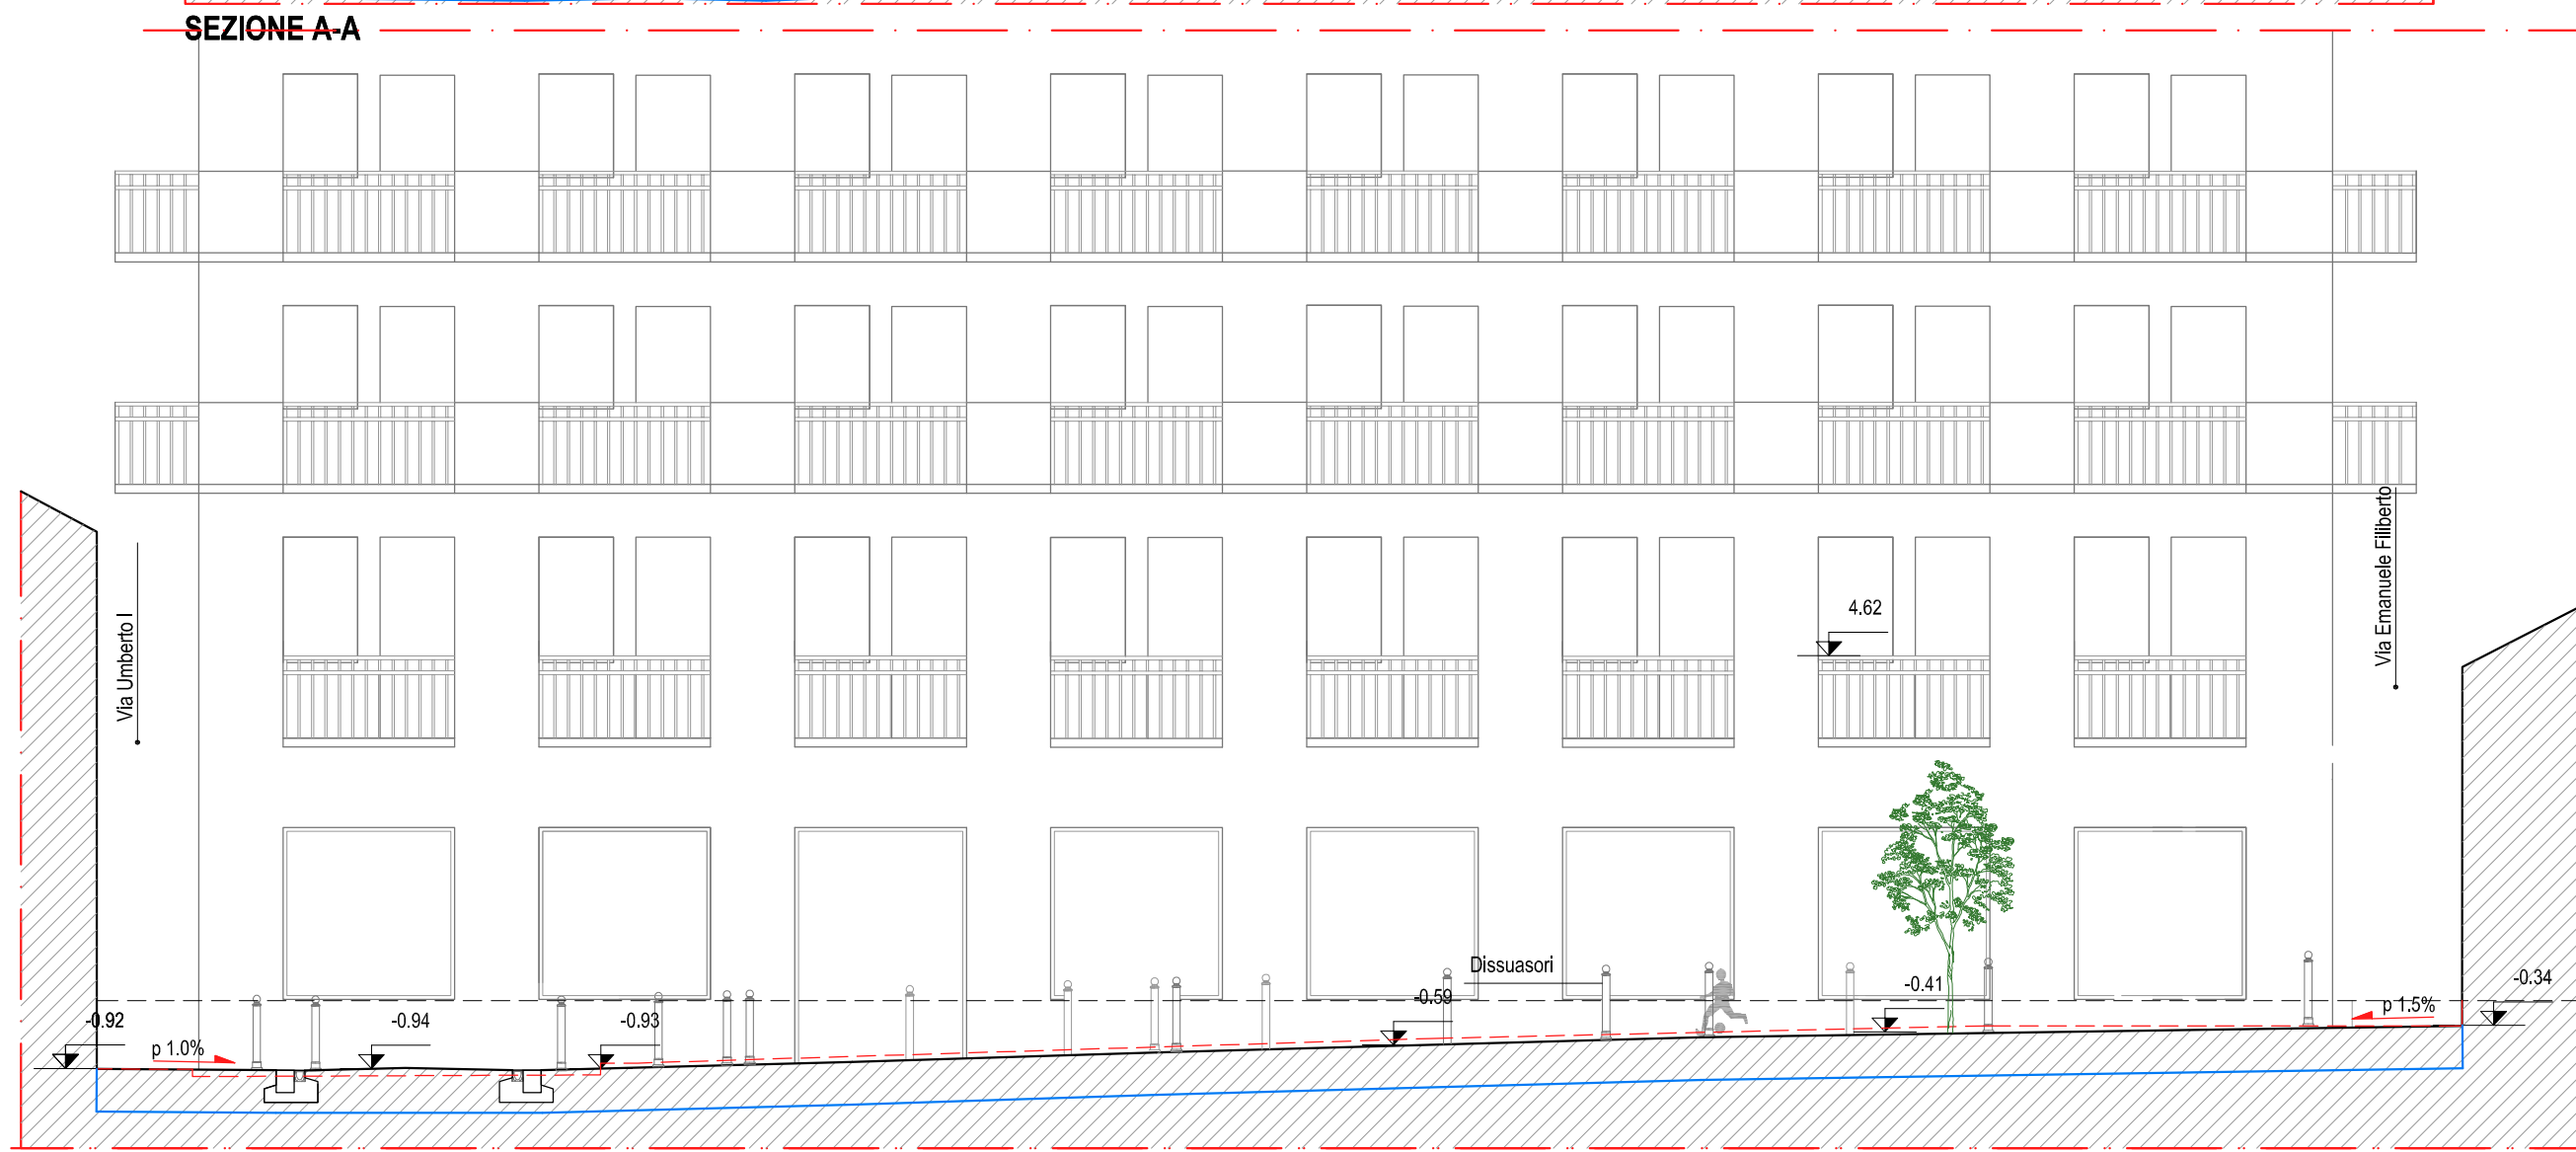 SEZIONE A-A
Via Umberto I
Via Emanuele Filiberto
4.62
Dissuasori
-0.59
-0.41
-0.34
p 1.5%
-0.92
-0.94
-0.93
p 1.0%